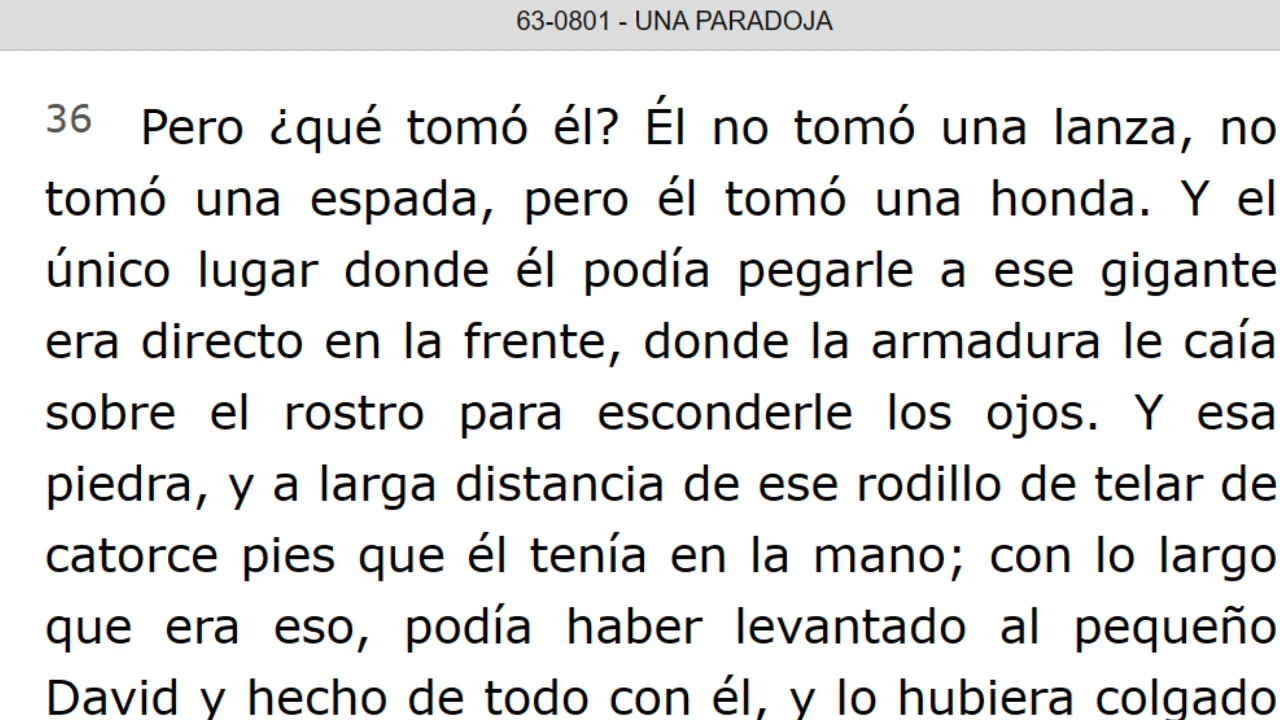 63-0801 - UNA PARADOJA
36 Pero ¿qué tomó él? Él no tomó una lanza, no
tomó una espada, pero él tomó una honda. Y el
único lugar donde él podía pegarle a ese gigante
era directo en la frente, donde la armadura le caía
sobre el rostro para esconderle los ojos. Y esa
piedra, y a larga distancia de ese rodillo de telar de
catorce pies que él tenía en la mano; con lo largo
que era eso, podía haber levantado al pequeño
David y hecho de todo con él, y lo hubiera colgado